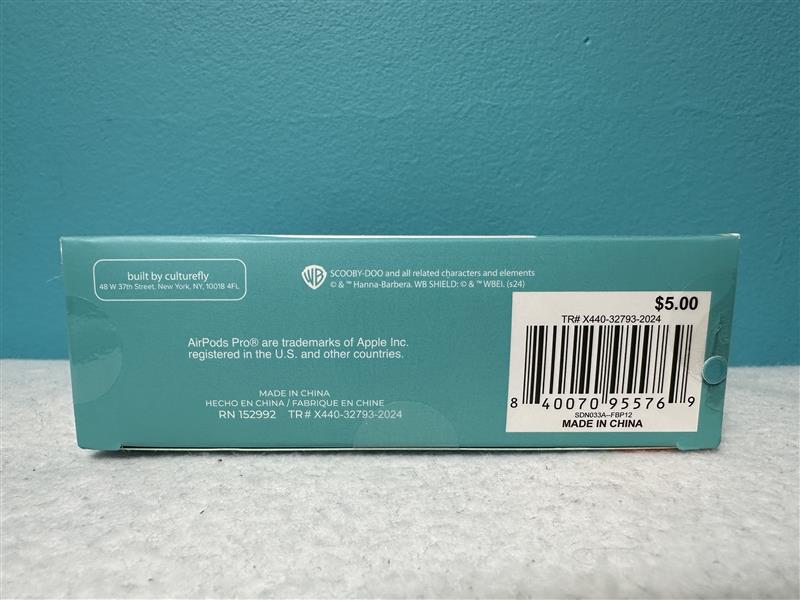 built by culturefly
48 W 37th Street, New York, NY, 10018 4FL
WB
SCOOBY-DOO and all related characters and elements
© & ™ Hanna-Barbera. WB SHIELD: © & ™ WBEI. (s24)
AirPods Pro® are trademarks of Apple Inc.
registered in the U.S. and other countries.
MADE IN CHINA
HECHO EN CHINA / FABRIQUE EN CHINE
RN 152992 TR# X440-32793-2024
$5.00
TR# X440-32793-2024
8 40070 95576 9
SDN033A--FBP12
MADE IN CHINA